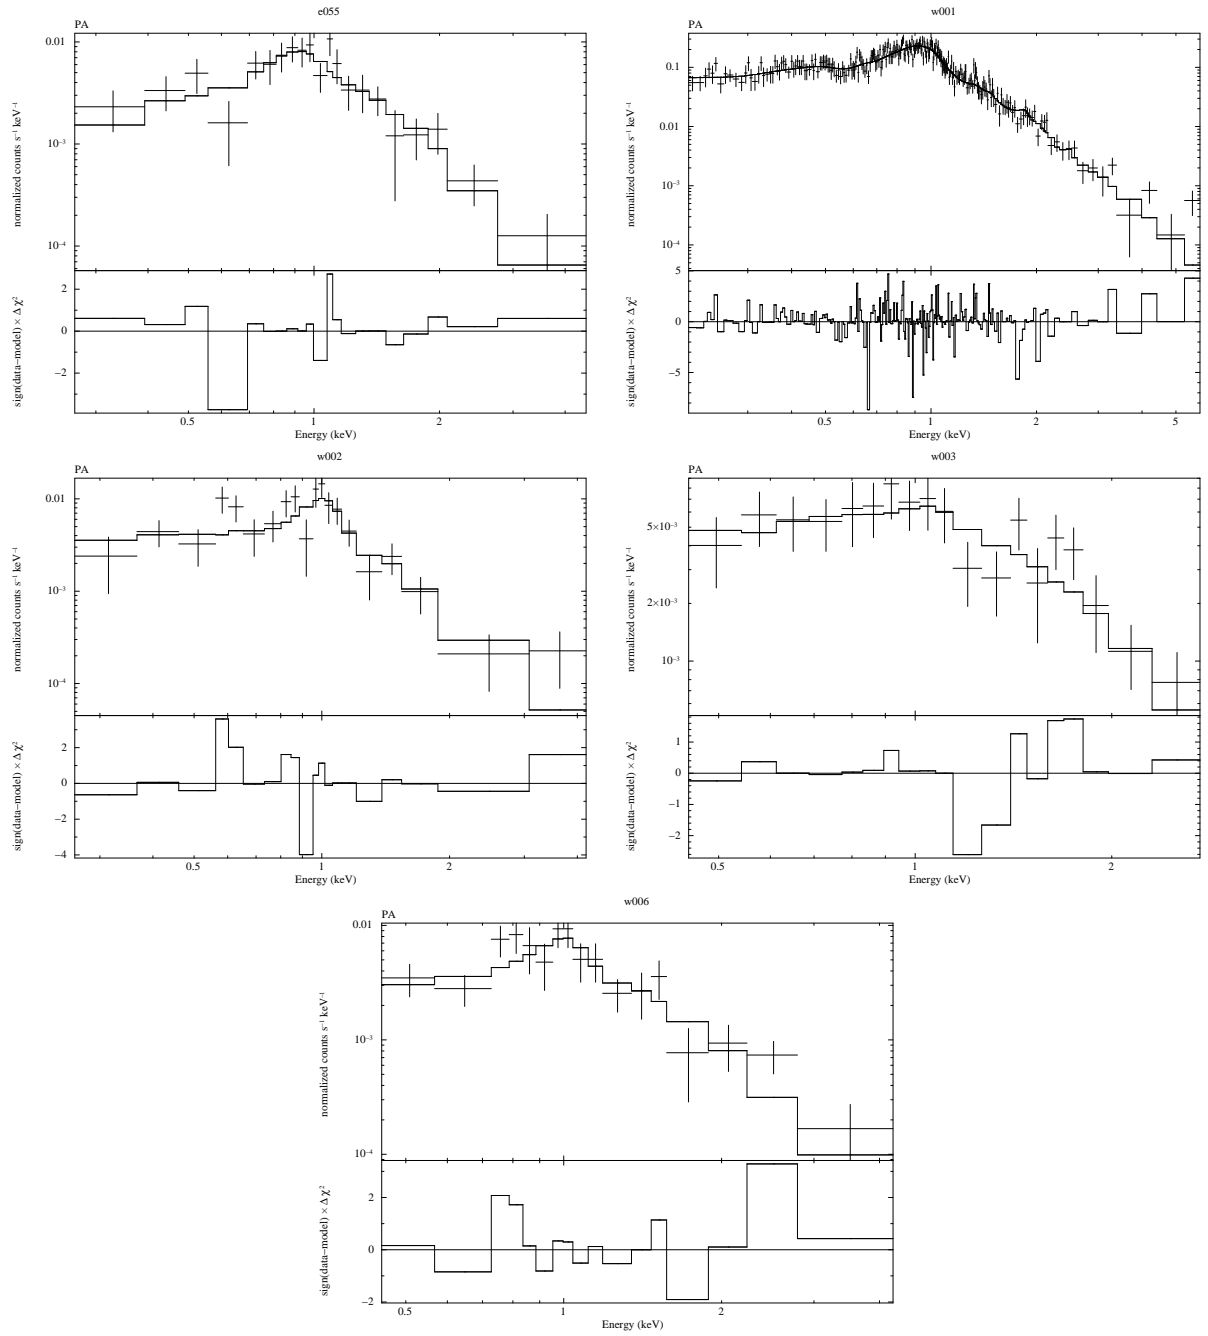 e055
PA
0.01
10⁻³
10⁻⁴
normalized counts s⁻¹ keV⁻¹
2
0
−2
sign(data−model) × Δ χ²
0.5 1 2
Energy (keV)
w001
PA
0.1
0.01
10⁻³
10⁻⁴
normalized counts s⁻¹ keV⁻¹
5
0
−5
sign(data−model) × Δ χ²
0.5 1 2 5
Energy (keV)
w002
PA
0.01
10⁻³
10⁻⁴
normalized counts s⁻¹ keV⁻¹
2
0
−2
−4
sign(data−model) × Δ χ²
0.5 1 2
Energy (keV)
w003
PA
5×10⁻³
2×10⁻³
10⁻³
normalized counts s⁻¹ keV⁻¹
1
0
−1
−2
sign(data−model) × Δ χ²
0.5 1 2
Energy (keV)
w006
PA
0.01
10⁻³
10⁻⁴
normalized counts s⁻¹ keV⁻¹
2
0
−2
sign(data−model) × Δ χ²
0.5 1 2
Energy (keV)